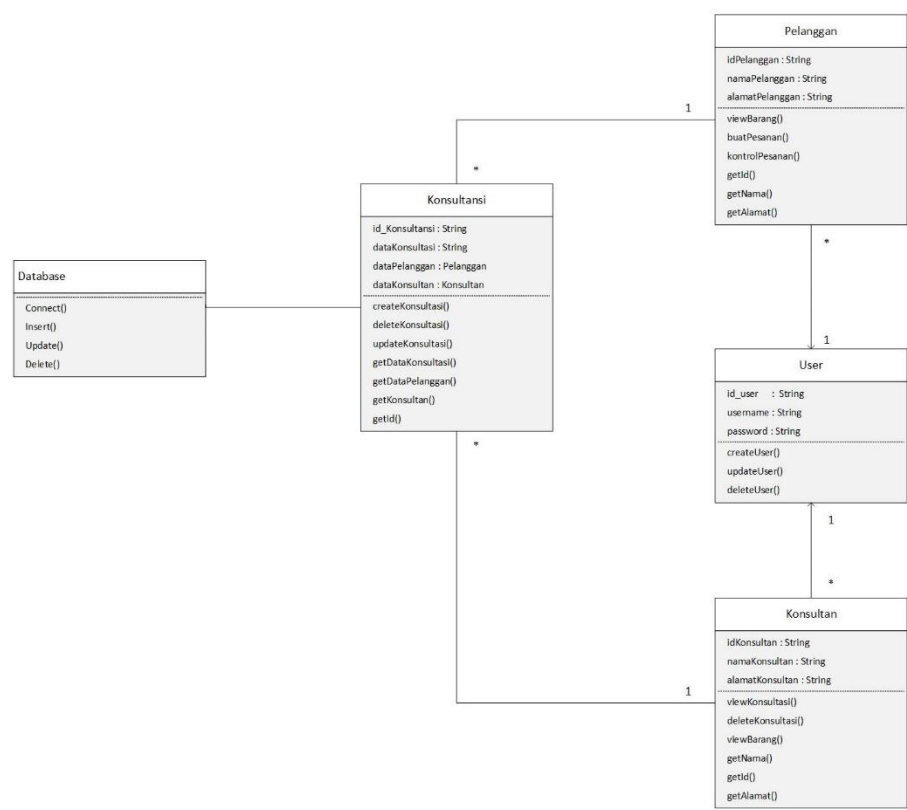 Pelanggan
idPelanggan : String
namaPelanggan : String
alamatPelanggan : String
viewBarang()
buatPesanan()
kontrolPesanan()
getId()
getNama()
getAlamat()
1
*
Konsultansi
id_Konsultansi : String
dataKonsultasi : String
dataPelanggan : Pelanggan
dataKonsultan : Konsultan
createKonsultasi()
deleteKonsultasi()
updateKonsultasi()
getDataKonsultasi()
getDataPelanggan()
getKonsultan()
getId()
*
Database
Connect()
Insert()
Update()
Delete()
*
1
User
id_user : String
username : String
password : String
createUser()
updateUser()
deleteUser()
1
*
Konsultan
idKonsultan : String
namaKonsultan : String
alamatKonsultan : String
viewKonsultasi()
deleteKonsultasi()
viewBarang()
getNama()
getId()
getAlamat()
1